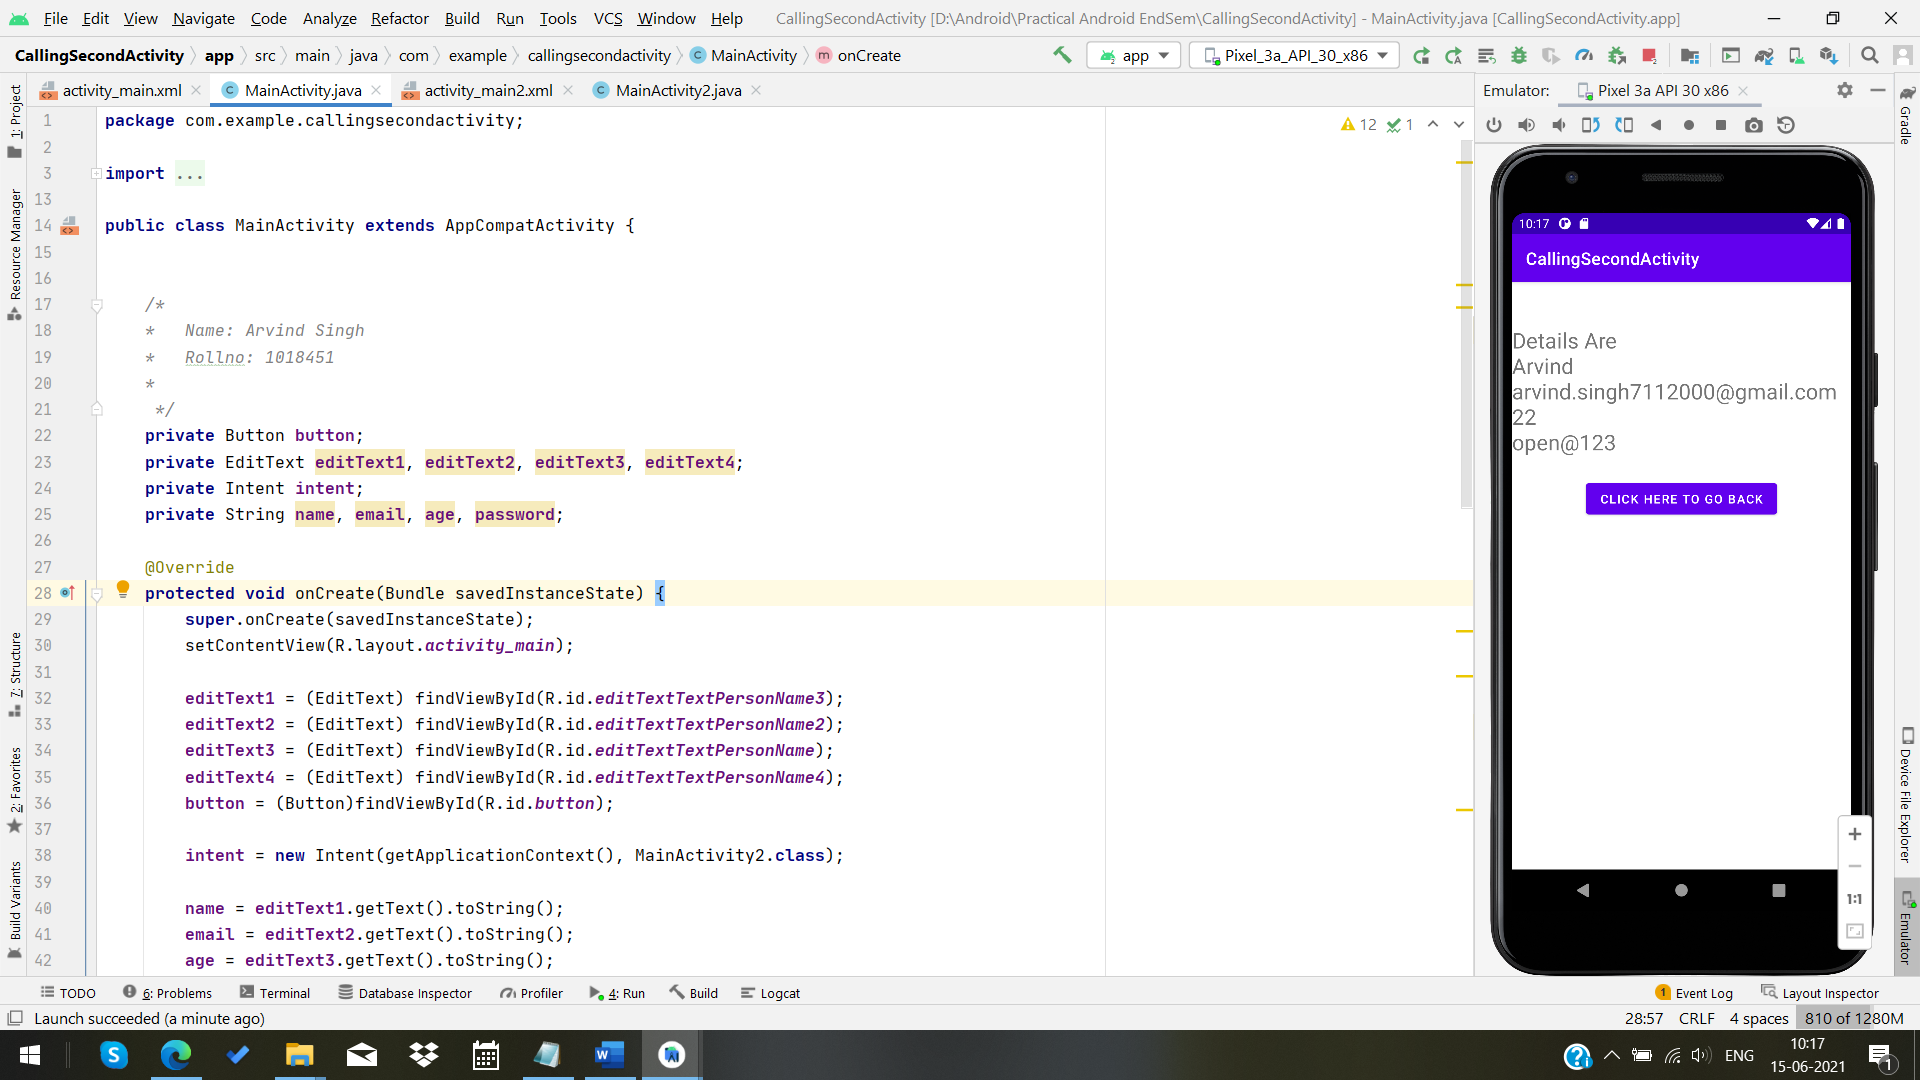 File Edit View Navigate Code Analyze Refactor Build Run Tools VCS Window Help CallingSecondActivity [D:\Android\Practical Android EndSem\CallingSecondActivity] - MainActivity.java [CallingSecondActivity.app]
CallingSecondActivity app src main java com example callingsecondactivity C MainActivity m onCreate app Pixel_3a_API_30_x86
activity_main.xml MainActivity.java activity_main2.xml MainActivity2.java
Emulator: Pixel 3a API 30 x86
1: Project
Resource Manager
7: Structure
2: Favorites
Build Variants
12 1
1 package com.example.callingsecondactivity;
2
3 import ...
13
14 public class MainActivity extends AppCompatActivity {
15
16
17 /*
18 * Name: Arvind Singh
19 * Rollno: 1018451
20 *
21 */
22 private Button button;
23 private EditText editText1, editText2, editText3, editText4;
24 private Intent intent;
25 private String name, email, age, password;
26
27 @Override
28 protected void onCreate(Bundle savedInstanceState) {
29 super.onCreate(savedInstanceState);
30 setContentView(R.layout.activity_main);
31
32 editText1 = (EditText) findViewById(R.id.editTextTextPersonName3);
33 editText2 = (EditText) findViewById(R.id.editTextTextPersonName2);
34 editText3 = (EditText) findViewById(R.id.editTextTextPersonName);
35 editText4 = (EditText) findViewById(R.id.editTextTextPersonName4);
36 button = (Button)findViewById(R.id.button);
37
38 intent = new Intent(getApplicationContext(), MainActivity2.class);
39
40 name = editText1.getText().toString();
41 email = editText2.getText().toString();
42 age = editText3.getText().toString();
10:17
CallingSecondActivity
Details Are
Arvind
arvind.singh7112000@gmail.com
22
open@123
CLICK HERE TO GO BACK
1:1
Gradle
Device File Explorer
Emulator
TODO 6: Problems Terminal Database Inspector Profiler 4: Run Build Logcat 1 Event Log Layout Inspector
Launch succeeded (a minute ago) 28:57 CRLF 4 spaces 810 of 1280M
ENG
10:17
15-06-2021
1